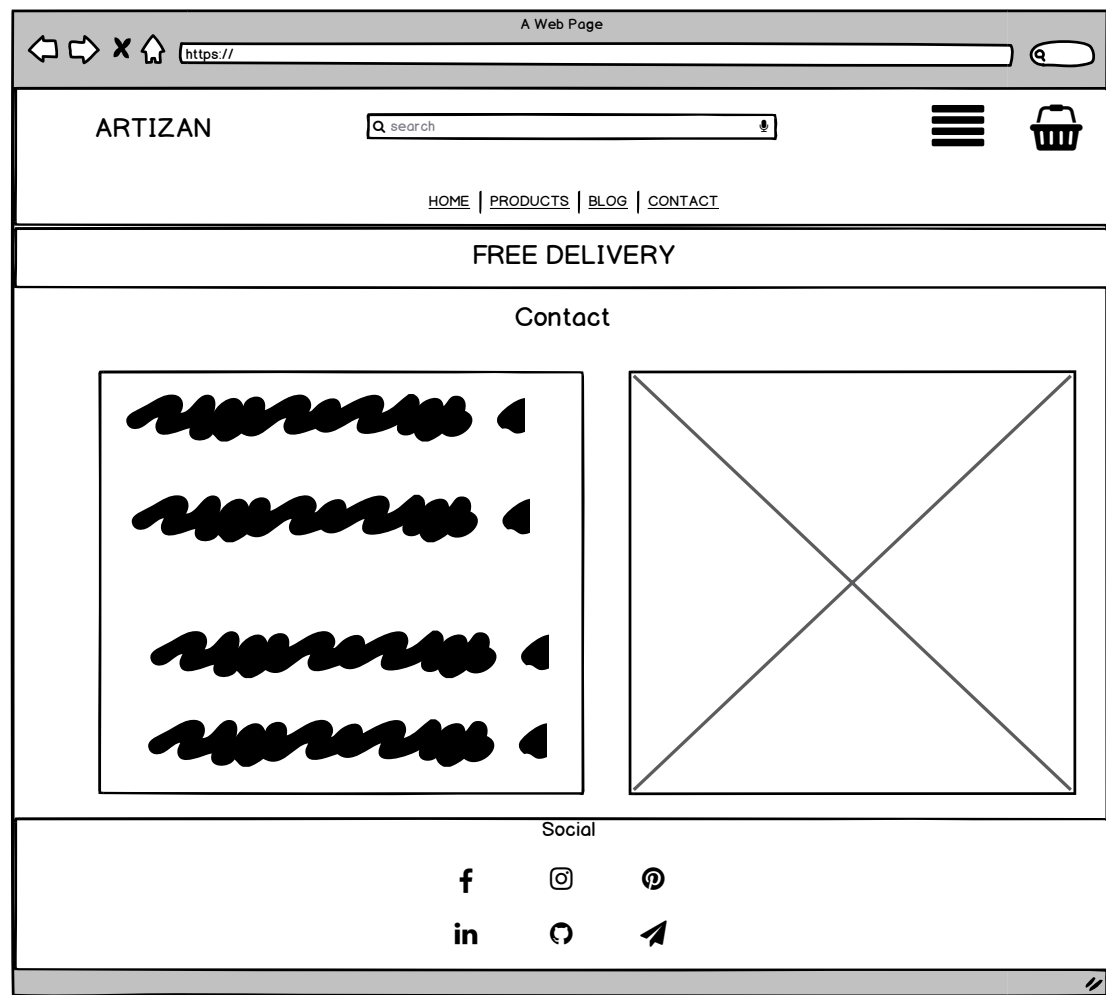 A Web Page
https://
ARTIZAN
search
HOME PRODUCTS BLOG CONTACT
FREE DELIVERY
Contact
Social